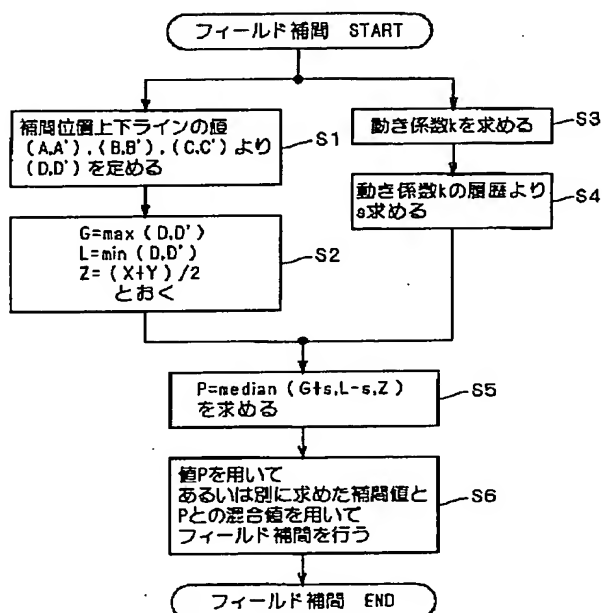 フィールド補間 START
補間位置上下ラインの値
(A,A').(B,B').(C,C')より
(D,D')を定める
S1
G=max(D,D')
L=min(D,D')
Z=(X+Y)/2
とおく
S2
動き係数kを求める
S3
動き係数kの履歴より
s求める
S4
P=median(G+s,L-s,Z)
を求める
S5
値Pを用いて
あるいは別に求めた補間値と
Pとの混合値を用いて
フィールド補間を行う
S6
フィールド補間 END